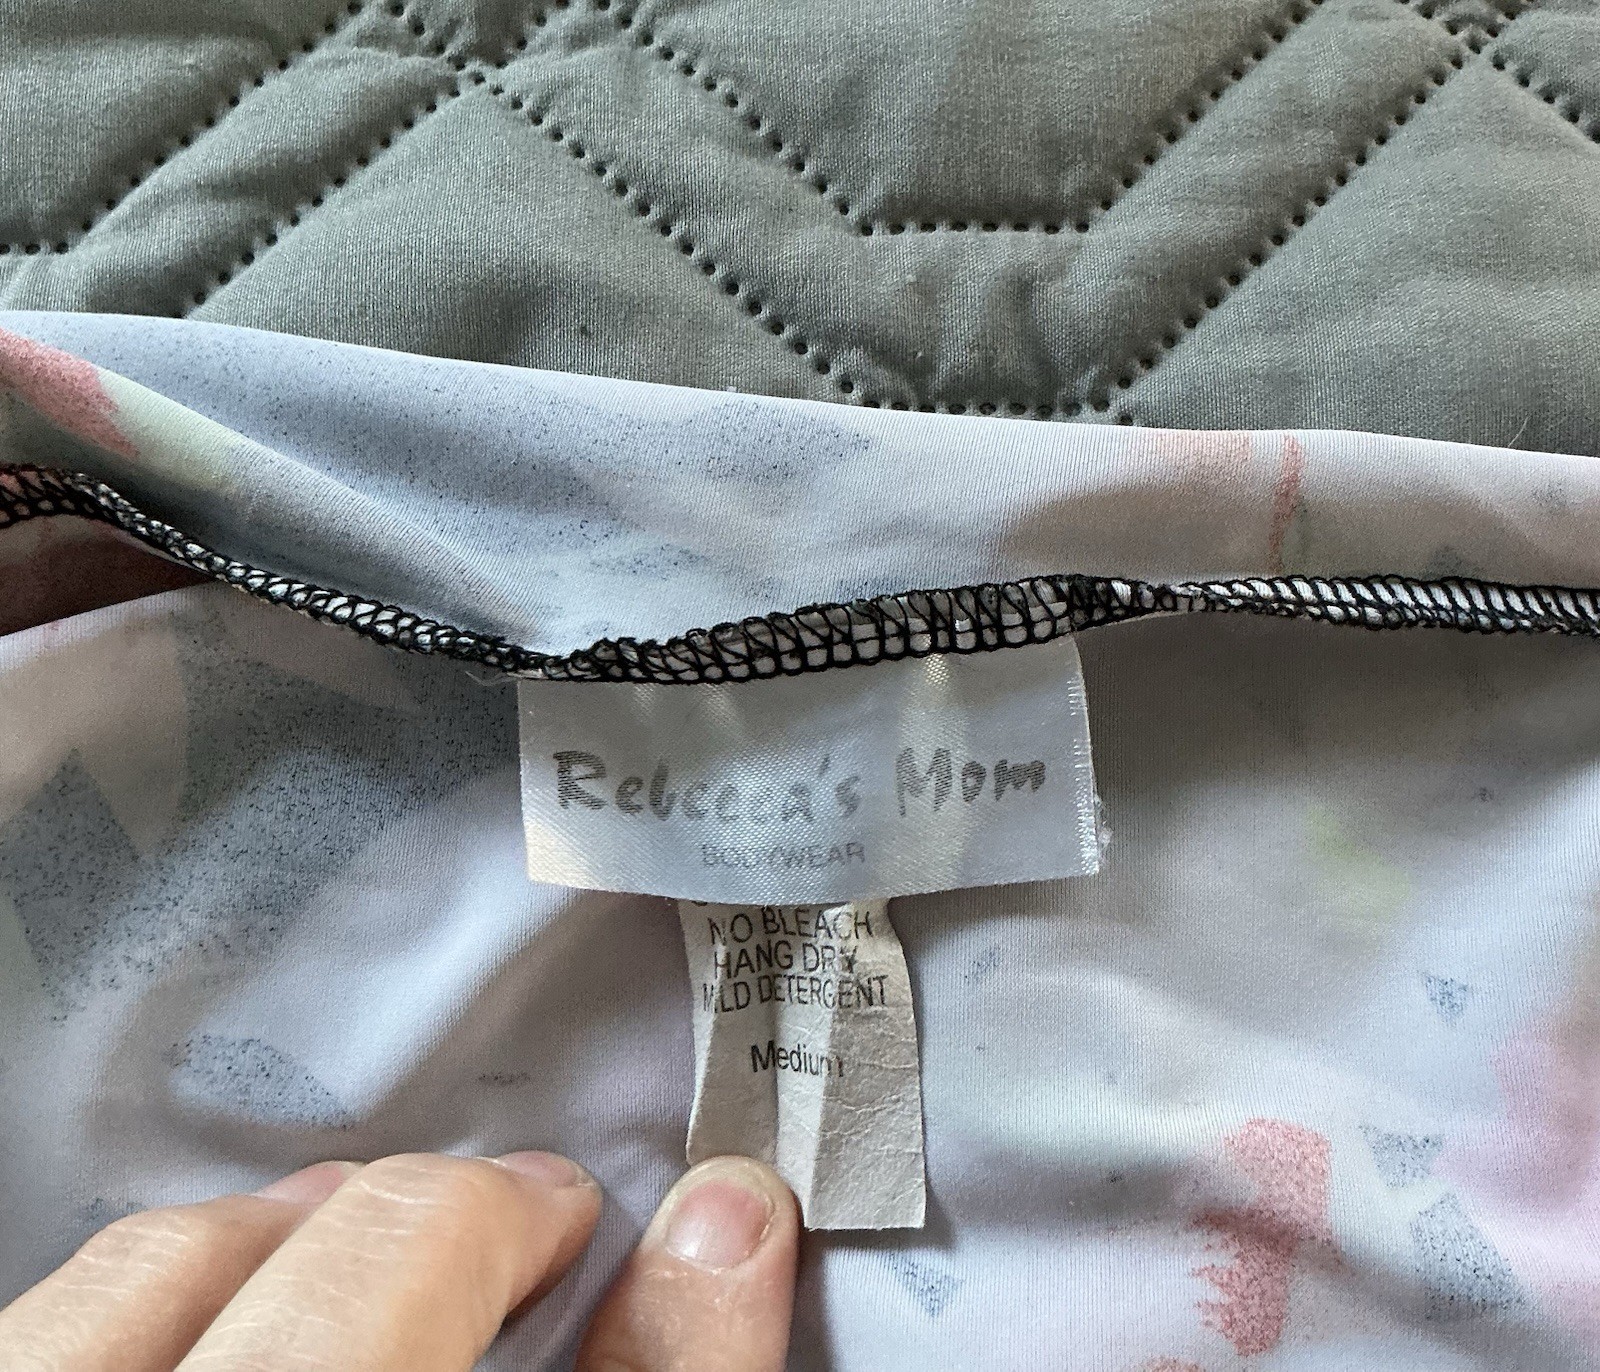 Rebecca's Mom
BODYWEAR
NO BLEACH
HANG DRY
MILD DETERGENT
Medium